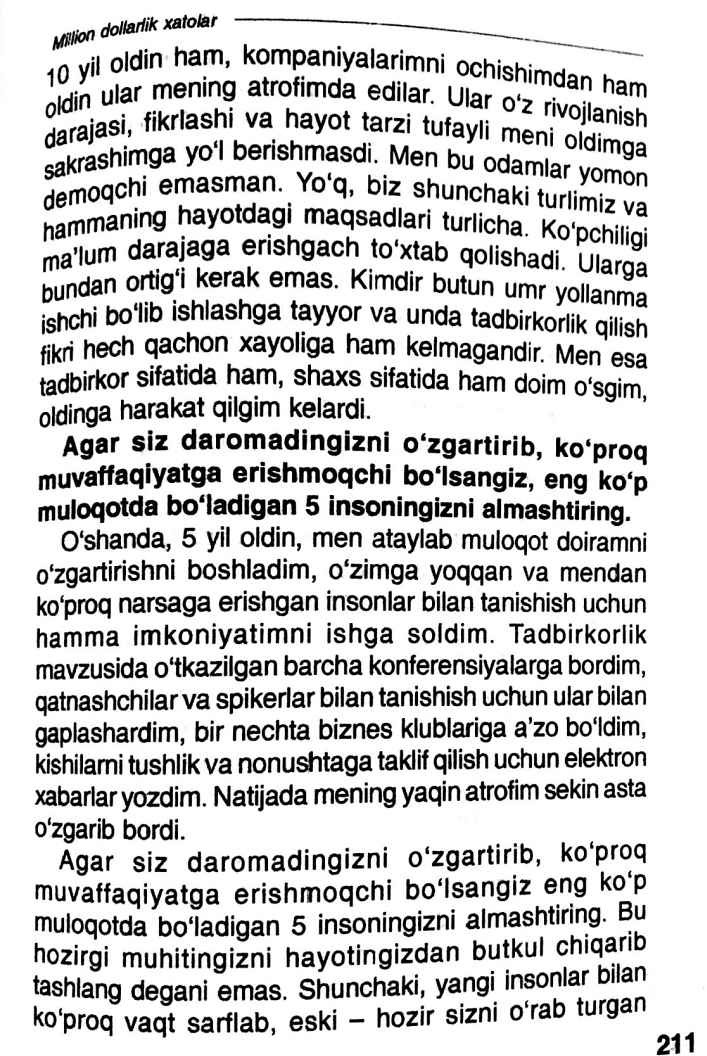 Million dollarlik xatolar
10 yil oldin ham, kompaniyalarimni ochishimdan ham
oldin ular mening atrofimda edilar. Ular o‘z rivojlanish
darajasi, fikrlashi va hayot tarzi tufayli meni oldimga
sakrashimga yo‘l berishmasdi. Men bu odamlar yomon
demoqchi emasman. Yo‘q, biz shunchaki turlimiz va
hammaning hayotdagi maqsadlari turlicha. Ko‘pchiligi
ma’lum darajaga erishgach to‘xtab qolishadi. Ularga
bundan ortig‘i kerak emas. Kimdir butun umr yollanma
ishchi bo‘lib ishlashga tayyor va unda tadbirkorlik qilish
fikri hech qachon xayoliga ham kelmagandir. Men esa
tadbirkor sifatida ham, shaxs sifatida ham doim o‘sgim,
oldinga harakat qilgim kelardi.
Agar siz daromadingizni o‘zgartirib, ko‘proq
muvaffaqiyatga erishmoqchi bo‘lsangiz, eng ko‘p
muloqotda bo‘ladigan 5 insoningizni almashtiring.
O‘shanda, 5 yil oldin, men ataylab muloqot doiramni
o‘zgartirishni boshladim, o‘zimga yoqqan va mendan
ko‘proq narsaga erishgan insonlar bilan tanishish uchun
hamma imkoniyatimni ishga soldim. Tadbirkorlik
mavzusida o‘tkazilgan barcha konferensiyalarga bordim,
qatnashchilar va spikerlar bilan tanishish uchun ular bilan
gaplashardim, bir nechta biznes klublariga a’zo bo‘ldim,
kishilarni tushlik va nonushtaga taklif qilish uchun elektron
xabarlar yozdim. Natijada mening yaqin atrofim sekin asta
o‘zgarib bordi.
Agar siz daromadingizni o‘zgartirib, ko‘proq
muvaffaqiyatga erishmoqchi bo‘lsangiz eng ko‘p
muloqotda bo‘ladigan 5 insoningizni almashtiring. Bu
hozirgi muhitingizni hayotingizdan butkul chiqarib
tashlang degani emas. Shunchaki, yangi insonlar bilan
ko‘proq vaqt sarflab, eski – hozir sizni o‘rab turgan
211